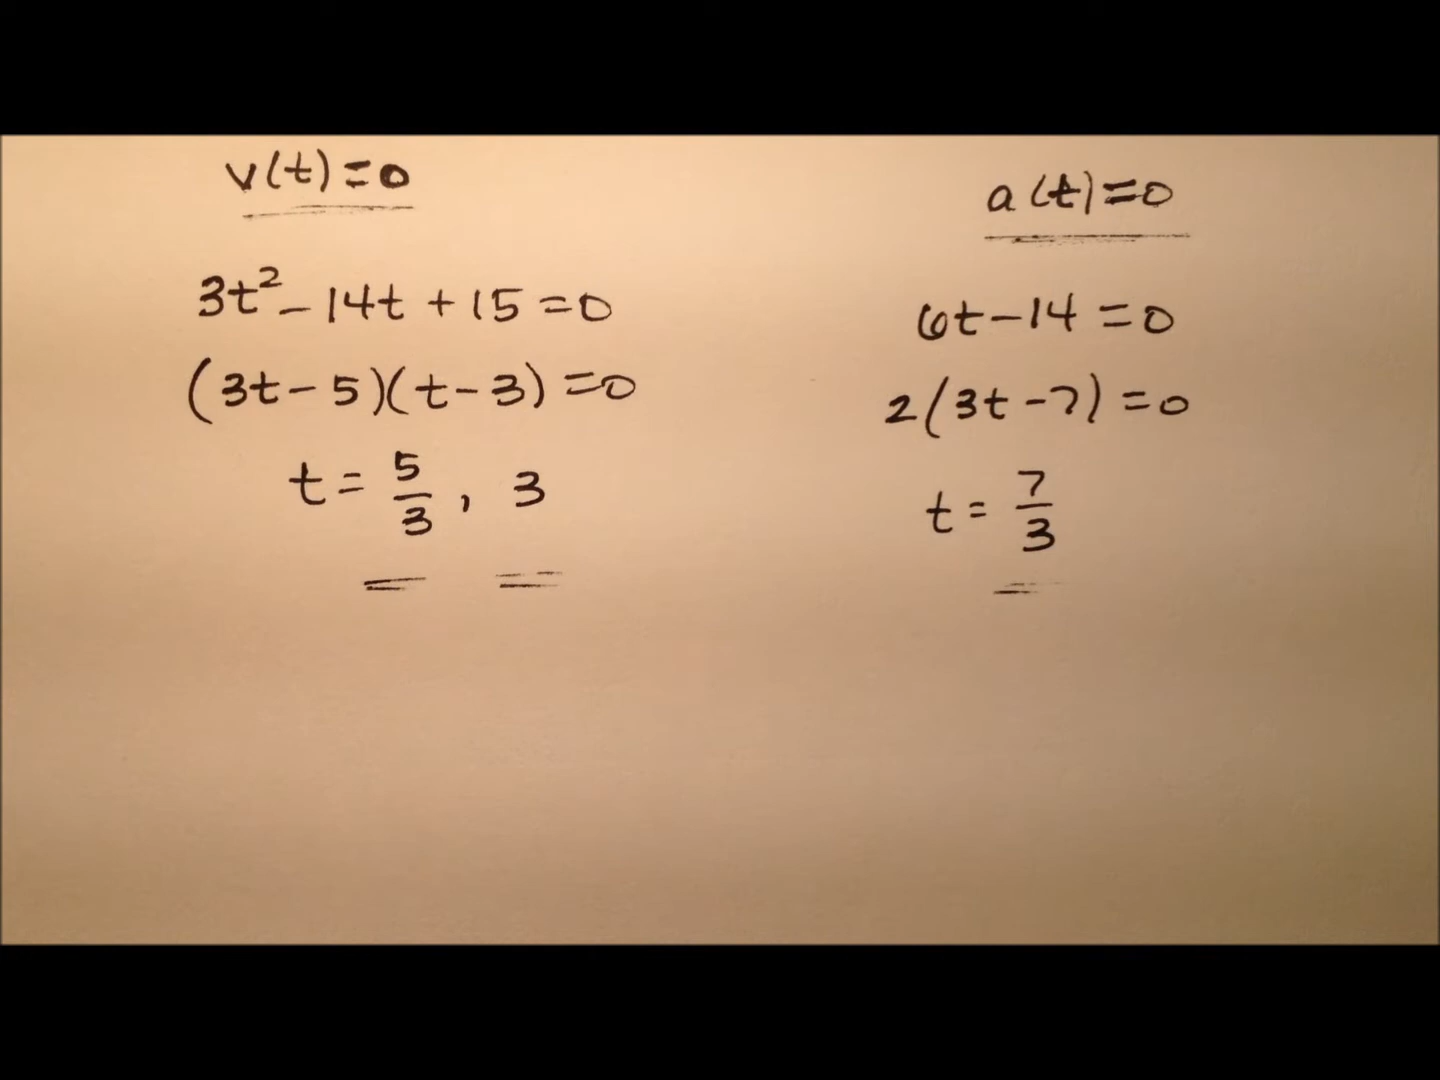 v(t)=0
3t²-14t+15=0
(3t-5)(t-3)=0
t=5/3, 3
a(t)=0
6t-14=0
2(3t-7)=0
t=7/3